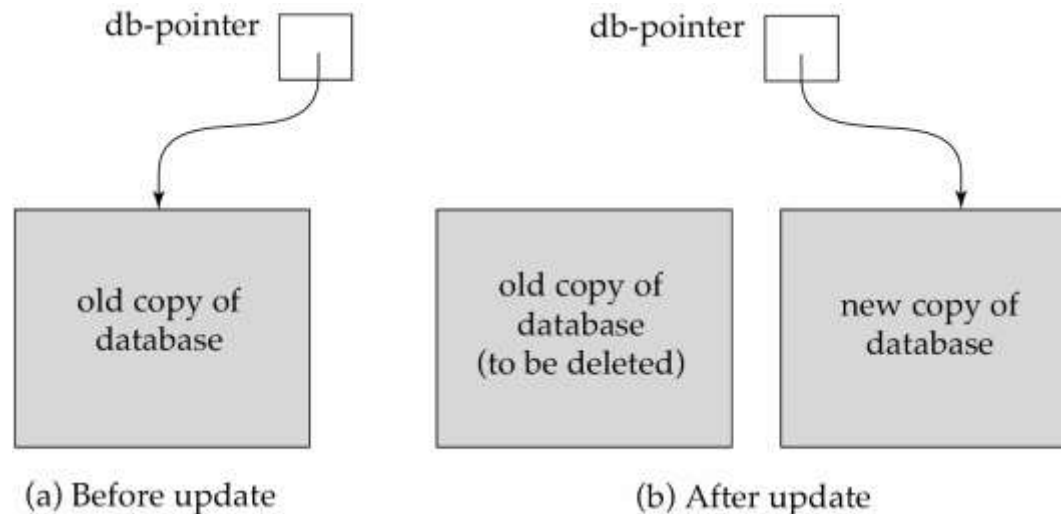 db-pointer
old copy of
database
(a) Before update
db-pointer
old copy of
database
(to be deleted)
new copy of
database
(b) After update